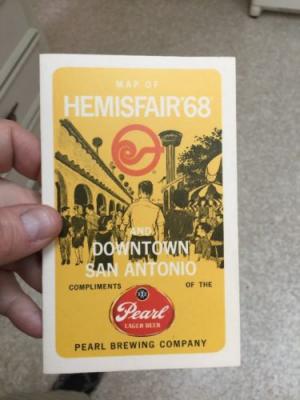 MAP OF
HEMISFAIR '68
AND
DOWNTOWN
SAN ANTONIO
COMPLIMENTS OF THE
Pearl
LAGER BEER
PEARL BREWING COMPANY